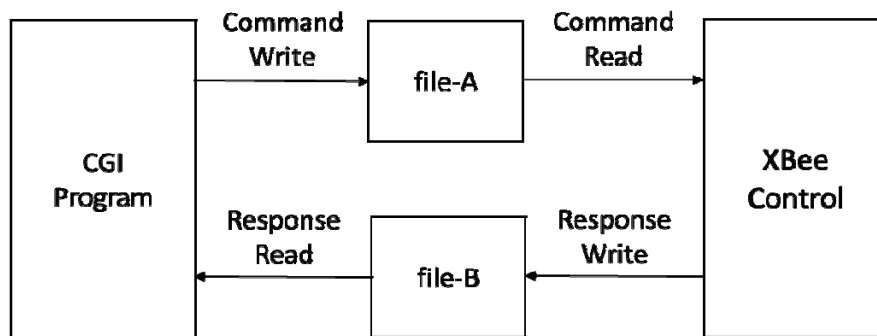 Command
Write
file-A
Command
Read
CGI
Program
XBee
Control
Response
Read
file-B
Response
Write